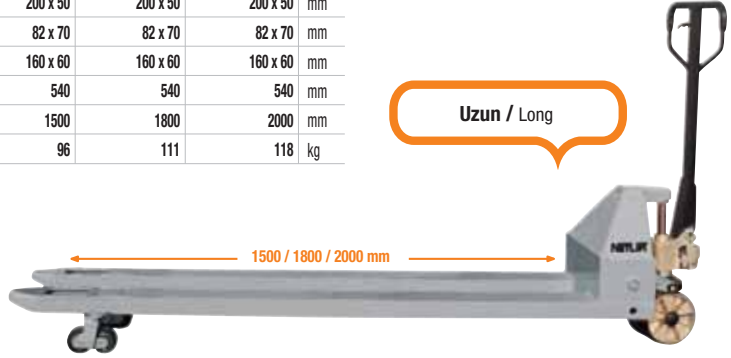 200 x 50 200 x 50 200 x 50 mm
82 x 70 82 x 70 82 x 70 mm
160 x 60 160 x 60 160 x 60 mm
540 540 540 mm
1500 1800 2000 mm
96 111 118 kg
Uzun / Long
1500 / 1800 / 2000 mm
NETLIFT